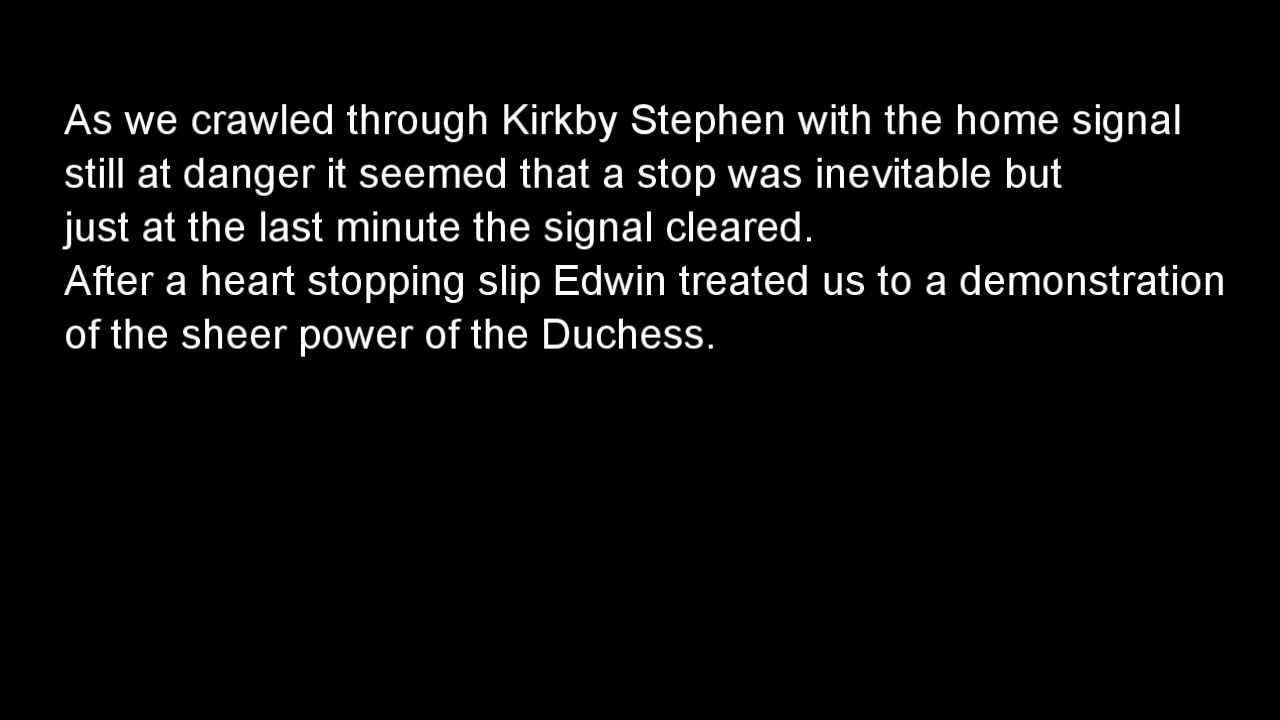 As we crawled through Kirkby Stephen with the home signal
still at danger it seemed that a stop was inevitable but
just at the last minute the signal cleared.
After a heart stopping slip Edwin treated us to a demonstration
of the sheer power of the Duchess.